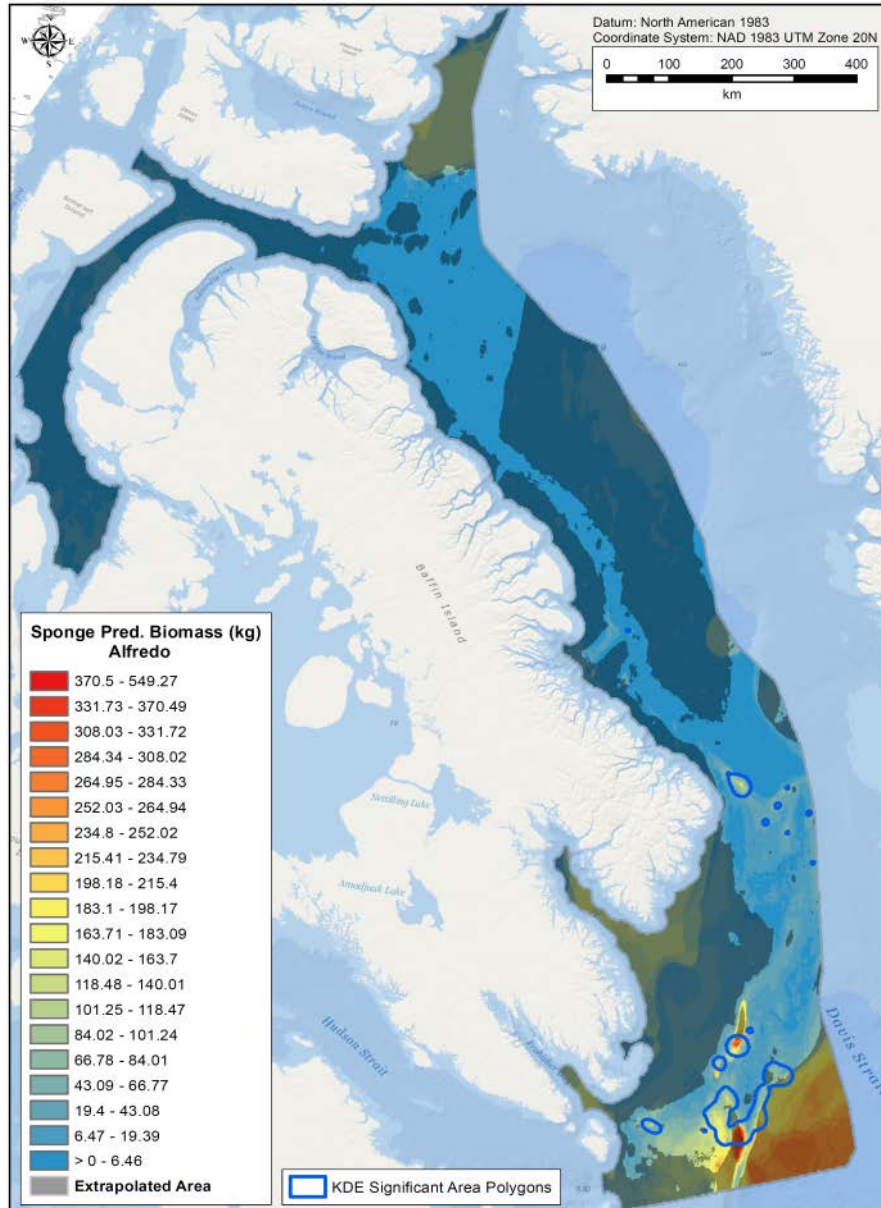 Datum: North American 1983
Coordinate System: NAD 1983 UTM Zone 20N
0 100 200 300 400
km
W E
S
Devon
Island
Somerset
Island
Baffin Island
Nettilling Lake
Amadjuak Lake
Hudson Strait
Davis Strait
Sponge Pred. Biomass (kg)
Alfredo
370.5 - 549.27
331.73 - 370.49
308.03 - 331.72
284.34 - 308.02
264.95 - 284.33
252.03 - 264.94
234.8 - 252.02
215.41 - 234.79
198.18 - 215.4
183.1 - 198.17
163.71 - 183.09
140.02 - 163.7
118.48 - 140.01
101.25 - 118.47
84.02 - 101.24
66.78 - 84.01
43.09 - 66.77
19.4 - 43.08
6.47 - 19.39
> 0 - 6.46
Extrapolated Area
KDE Significant Area Polygons